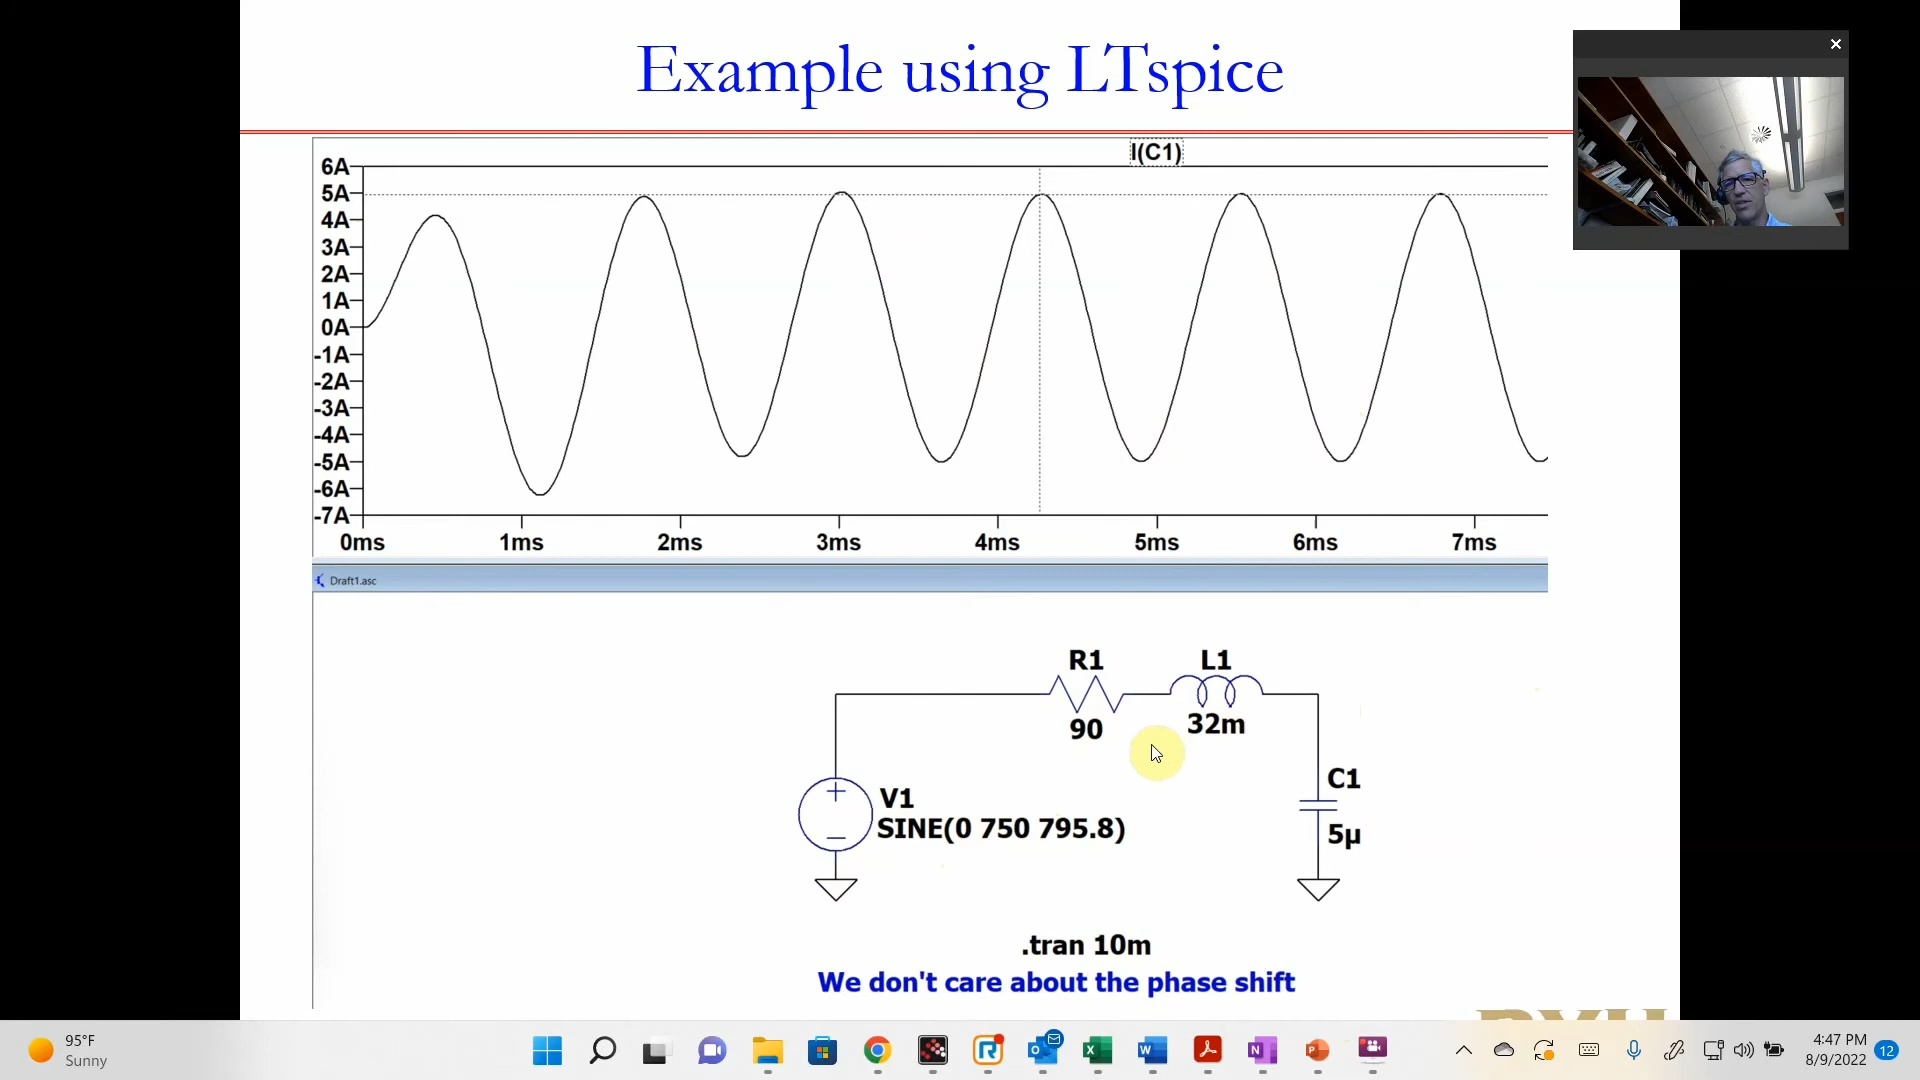 Example using LTspice
I(C1)
6A
5A
4A
3A
2A
1A
0A
-1A
-2A
-3A
-4A
-5A
-6A
-7A
0ms 1ms 2ms 3ms 4ms 5ms 6ms 7ms
Draft1.asc
R1 L1
90 32m
C1
V1
SINE(0 750 795.8)
5µ
.tran 10m
We don't care about the phase shift
95°F
Sunny
4:47 PM
8/9/2022
12